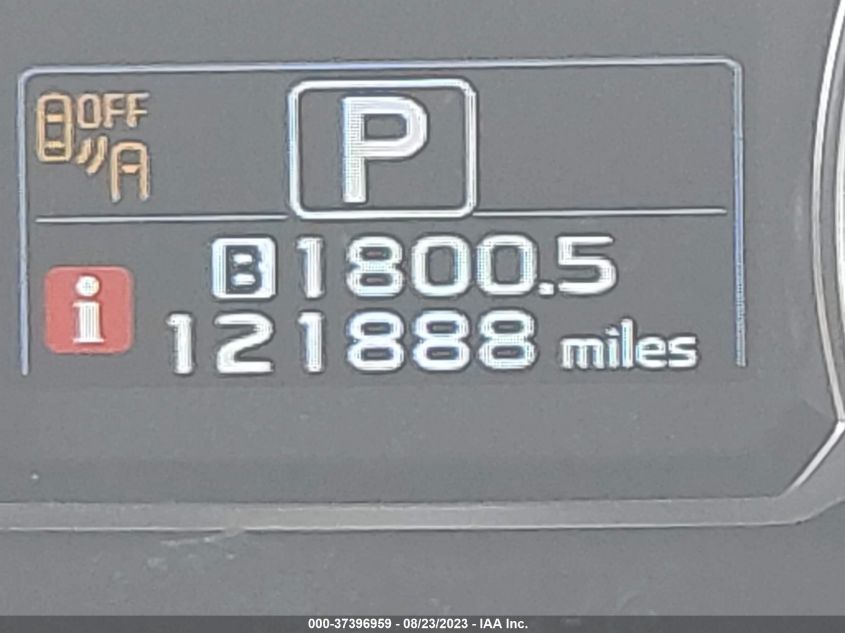 OFF
P
A
i
B 1800.5
121888 miles
000-37396959 - 08/23/2023 - IAA Inc.